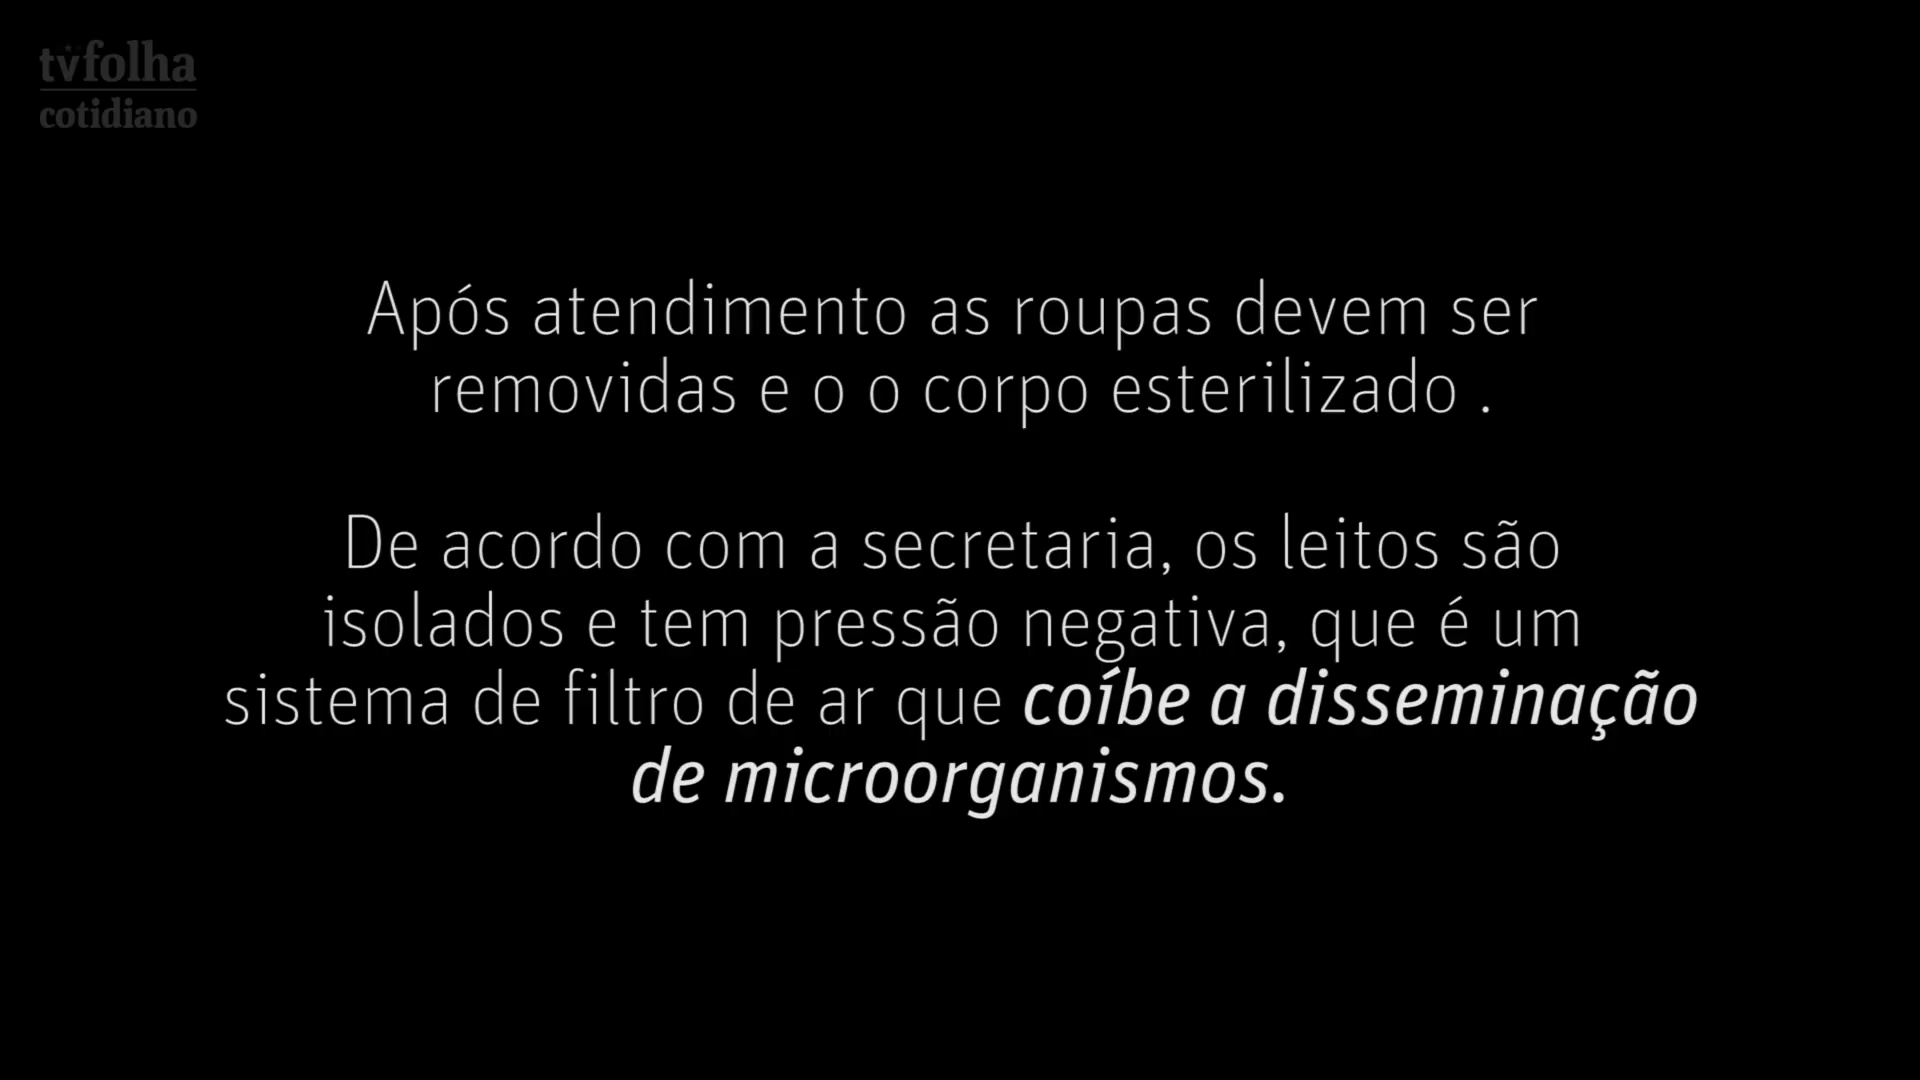 tvfolha
cotidiano
Após atendimento as roupas devem ser
removidas e o o corpo esterilizado .
De acordo com a secretaria, os leitos são
isolados e tem pressão negativa, que é um
sistema de filtro de ar que coíbe a disseminação
de microorganismos.